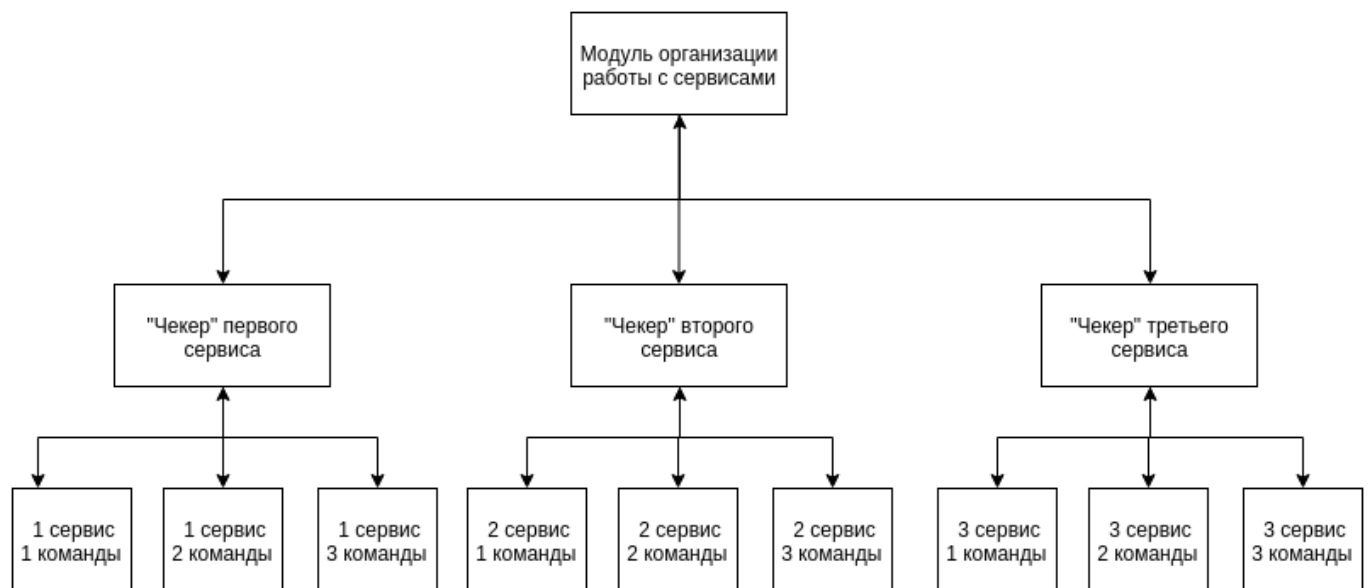 Модуль организации
работы с сервисами
"Чекер" первого
сервиса
"Чекер" второго
сервиса
"Чекер" третьего
сервиса
1 сервис
1 команды
1 сервис
2 команды
1 сервис
3 команды
2 сервис
1 команды
2 сервис
2 команды
2 сервис
3 команды
3 сервис
1 команды
3 сервис
2 команды
3 сервис
3 команды